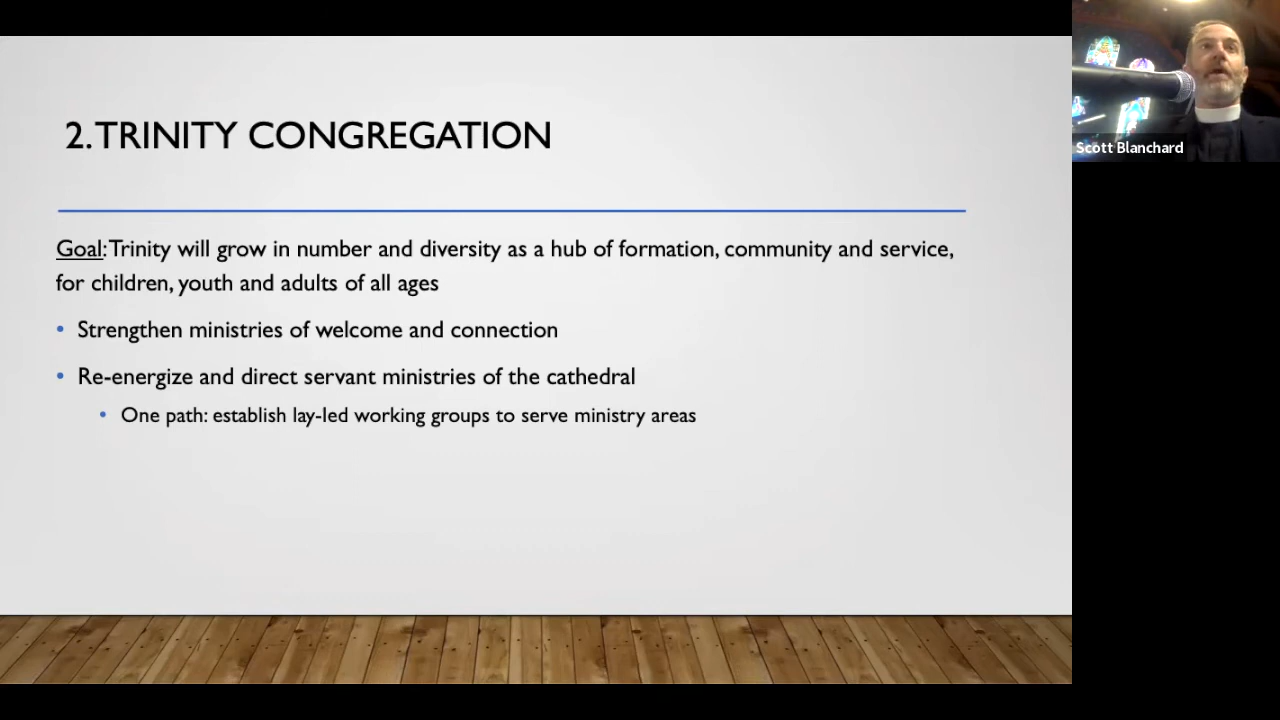 2. TRINITY CONGREGATION
Goal: Trinity will grow in number and diversity as a hub of formation, community and service,
for children, youth and adults of all ages
• Strengthen ministries of welcome and connection
• Re-energize and direct servant ministries of the cathedral
• One path: establish lay-led working groups to serve ministry areas
Scott Blanchard